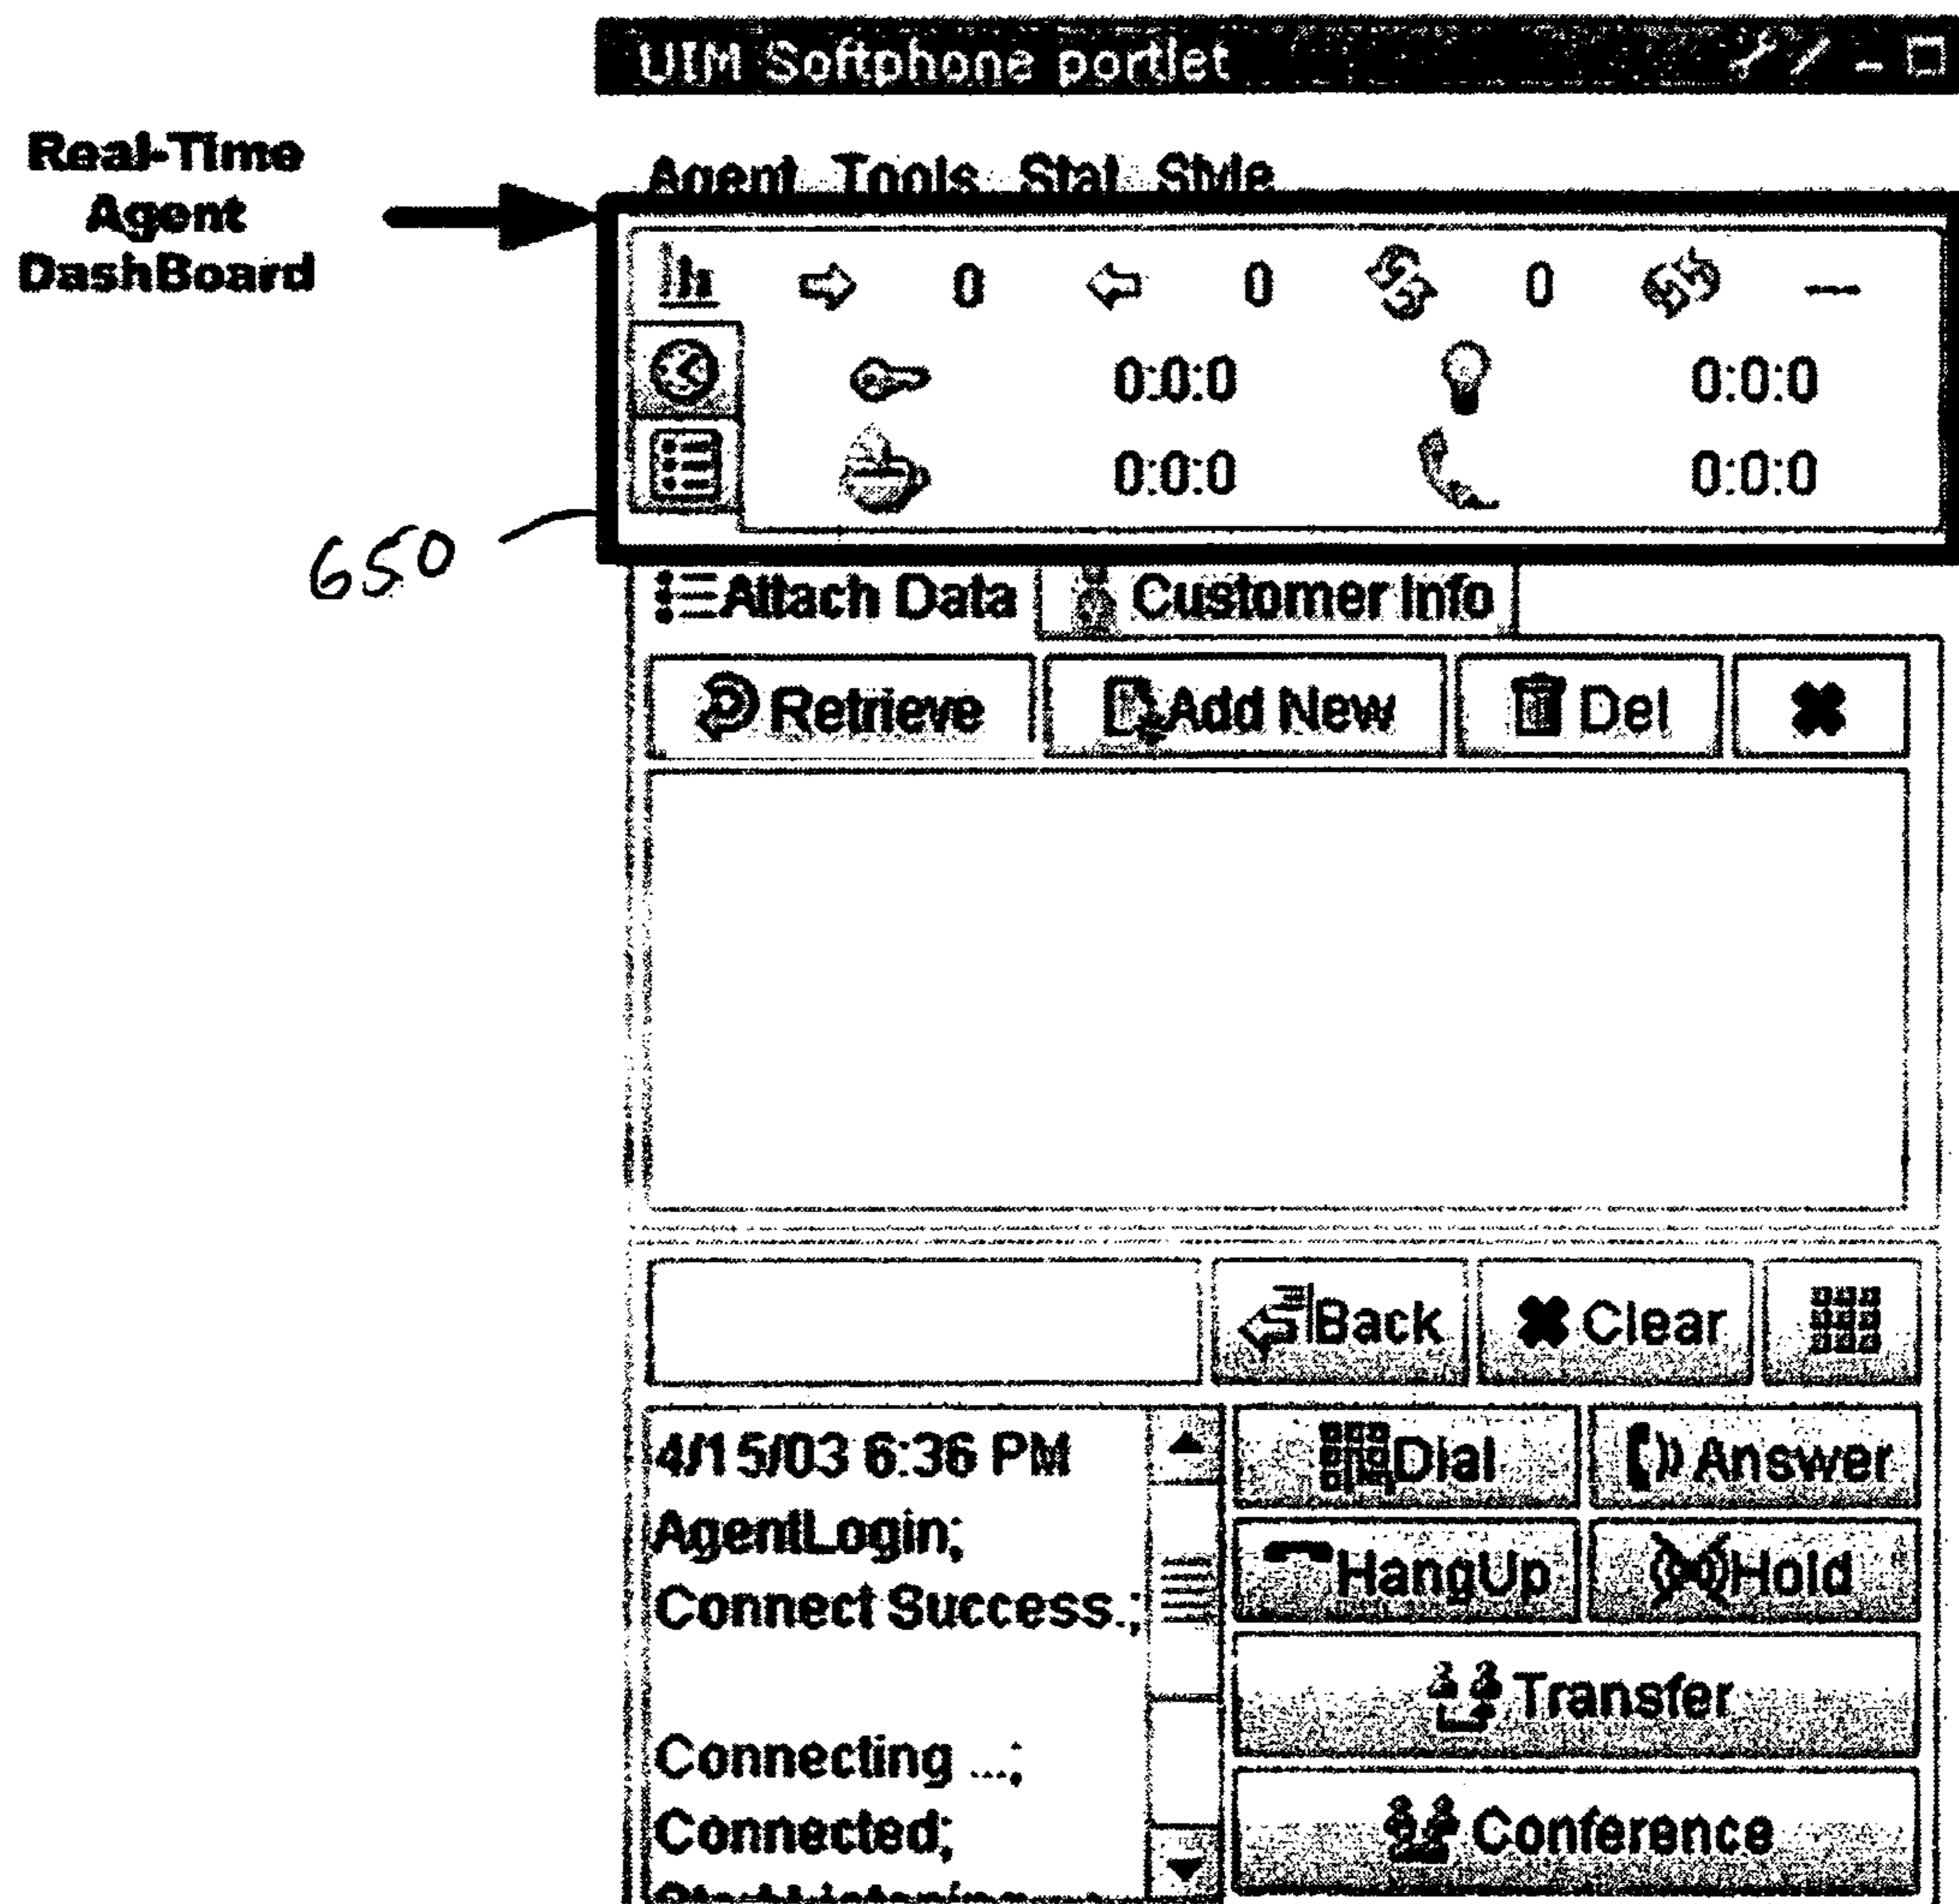 UIM Softphone portlet
Real-Time
Agent
DashBoard
Agent Tools Stat Style
0 0 0 —
0:0:0 0:0:0
0:0:0 0:0:0
650
Attach Data Customer Info
Retrieve Add New Del
Back Clear
4/15/03 6:36 PM
AgentLogin;
Connect Success.;
Connecting ...;
Connected;
Dial Answer
HangUp Hold
Transfer
Conference